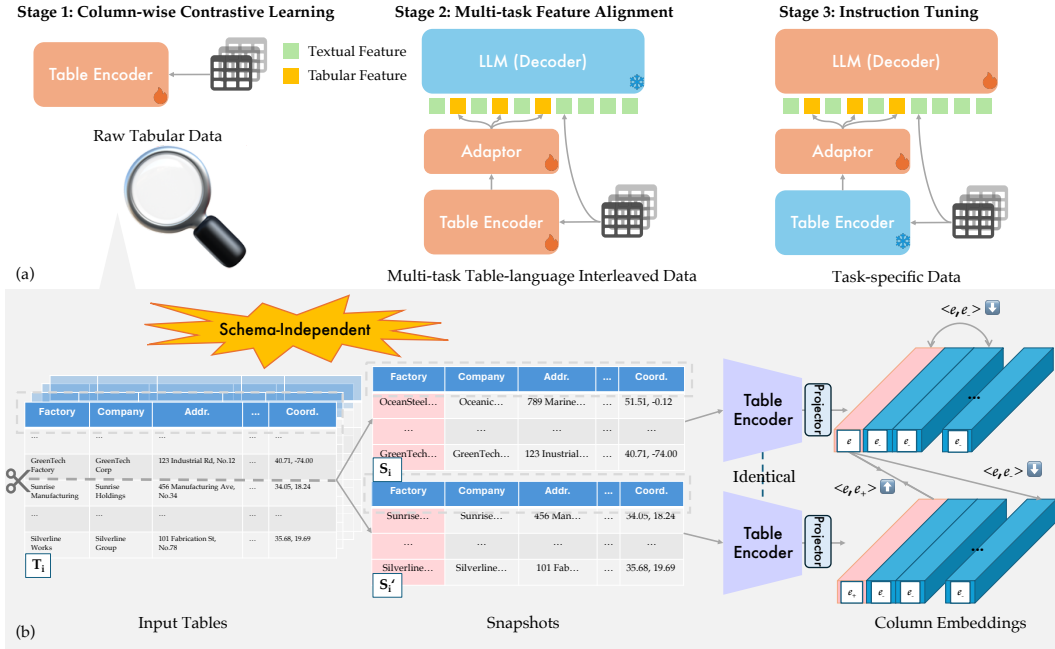 Stage 1: Column-wise Contrastive Learning
Stage 2: Multi-task Feature Alignment
Stage 3: Instruction Tuning
Table Encoder
Textual Feature
Tabular Feature
Raw Tabular Data
LLM (Decoder)
Adaptor
Table Encoder
Multi-task Table-language Interleaved Data
LLM (Decoder)
Adaptor
Table Encoder
Task-specific Data
(a)
Schema-Independent
Factory Company Addr. ... Coord.
...
GreenTech Factory GreenTech Corp 123 Industrial Rd, No.12 ... 40.71, -74.00
Sunrise Manufacturing Sunrise Holdings 456 Manufacturing Ave, No.34 ... 34.05, 18.24
... ... ... ... ...
Silverline Works Silverline Group 101 Fabrication St, No.78 ... 35.68, 19.69
Ti
Input Tables
Factory Company Addr. ... Coord.
OceanSteel... Oceanic... 789 Marine... ... 51.51, -0.12
... ... ... ... ...
GreenTech... GreenTech... 123 Inustrial... ... 40.71, -74.00
Si
Factory Company Addr. ... Coord.
Sunrise... Sunrise... 456 Man... ... 34.05, 18.24
... ... ... ... ...
Silverline... Silverline... 101 Fab... ... 35.68, 19.69
Si'
Snapshots
Table Encoder
Projector
Identical
Table Encoder
Projector
<e, e-> ⬇
...
e e- e- e-
<e, e+> ⬆
<e, e-> ⬇
...
e+ e- e- e-
Column Embeddings
(b)